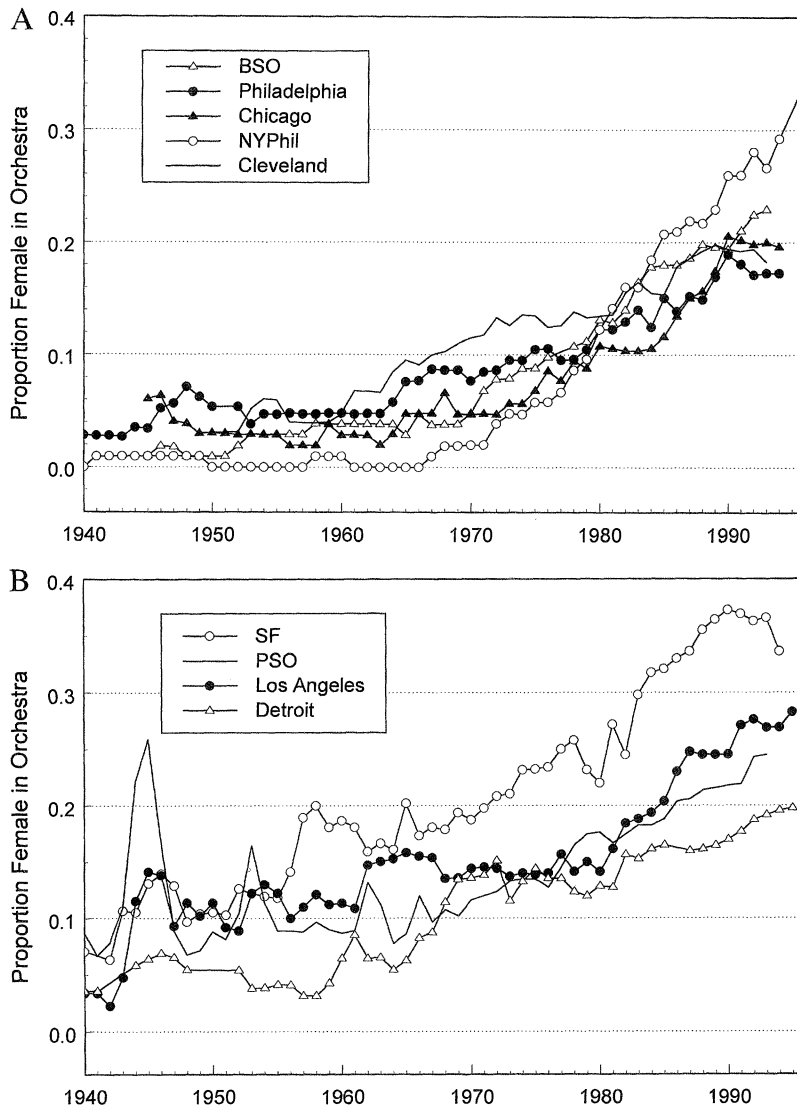 A
0.4
0.3
0.2
0.1
0.0
Proportion Female in Orchestra
BSO
Philadelphia
Chicago
NYPhil
Cleveland
1940 1950 1960 1970 1980 1990
B
0.4
0.3
0.2
0.1
0.0
Proportion Female in Orchestra
SF
PSO
Los Angeles
Detroit
1940 1950 1960 1970 1980 1990